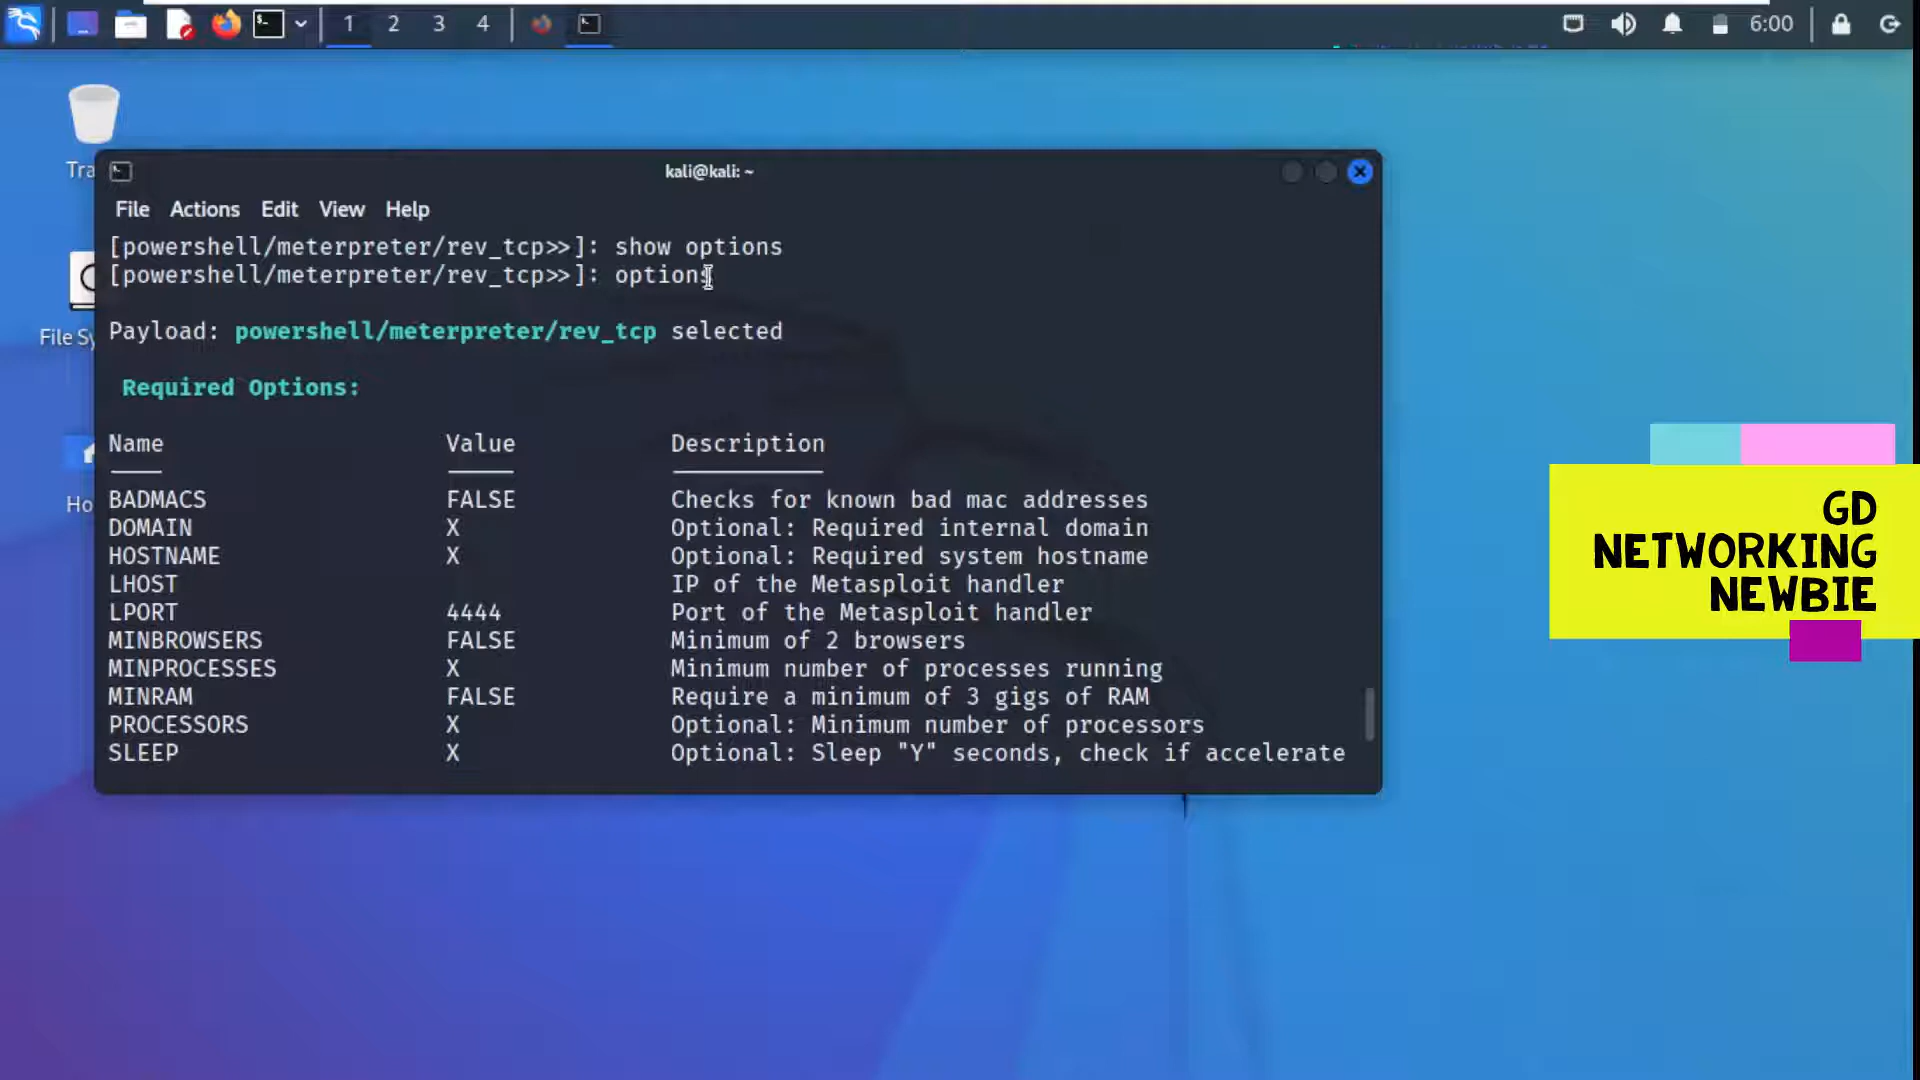 1 2 3 4
6:00
Tra
kali@kali: ~
File Actions Edit View Help
[powershell/meterpreter/rev_tcp>>]: show options
[powershell/meterpreter/rev_tcp>>]: options
File Sy
Payload: powershell/meterpreter/rev_tcp selected
Required Options:
Name Value Description
BADMACS FALSE Checks for known bad mac addresses
Ho
DOMAIN X Optional: Required internal domain
HOSTNAME X Optional: Required system hostname
LHOST IP of the Metasploit handler
LPORT 4444 Port of the Metasploit handler
MINBROWSERS FALSE Minimum of 2 browsers
MINPROCESSES X Minimum number of processes running
MINRAM FALSE Require a minimum of 3 gigs of RAM
PROCESSORS X Optional: Minimum number of processors
SLEEP X Optional: Sleep "Y" seconds, check if accelerate
GD
NETWORKING
NEWBIE